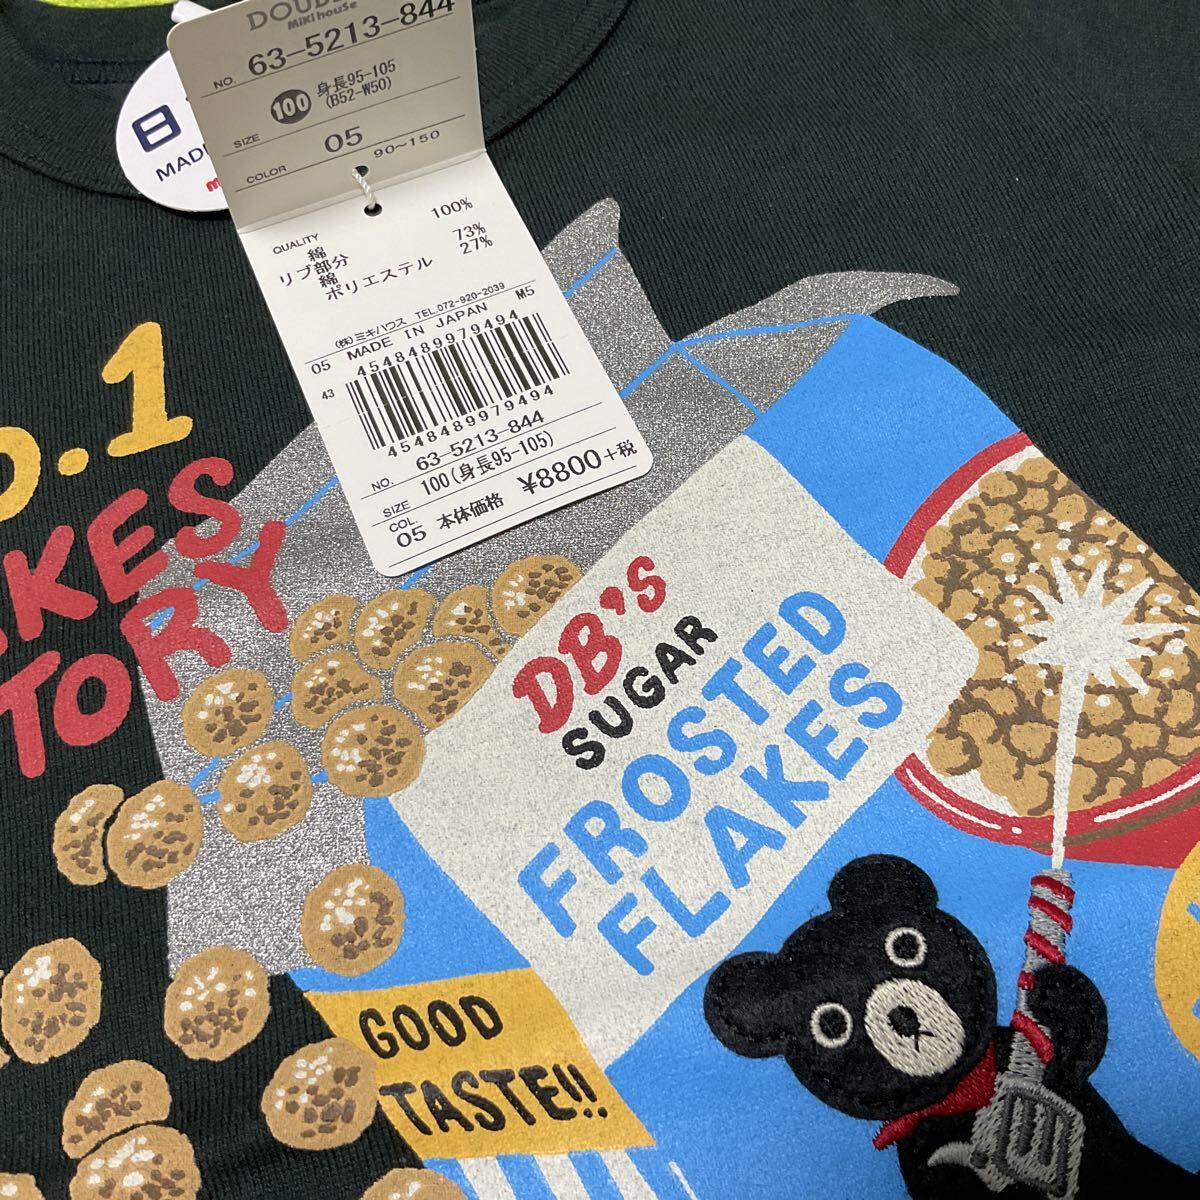 MIKI HOUSE
NO. 63-5213-844
SIZE 100 身長95-105
(B52-W50)
COLOR 05
90~150
MADE
QUALITY
綿 100%
リブ部分
綿 73%
ポリエステル 27%
(株)ミキハウス TEL.072-920-2039
05 MADE IN JAPAN M5
43
4548489979494
4548489979494
NO. 63-5213-844
SIZE 100(身長95-105)
COL. 05 本体価格 ¥8800+税
.1
KES
TORY
DB's
SUGAR
FROSTED
FLAKES
GOOD
TASTE!!